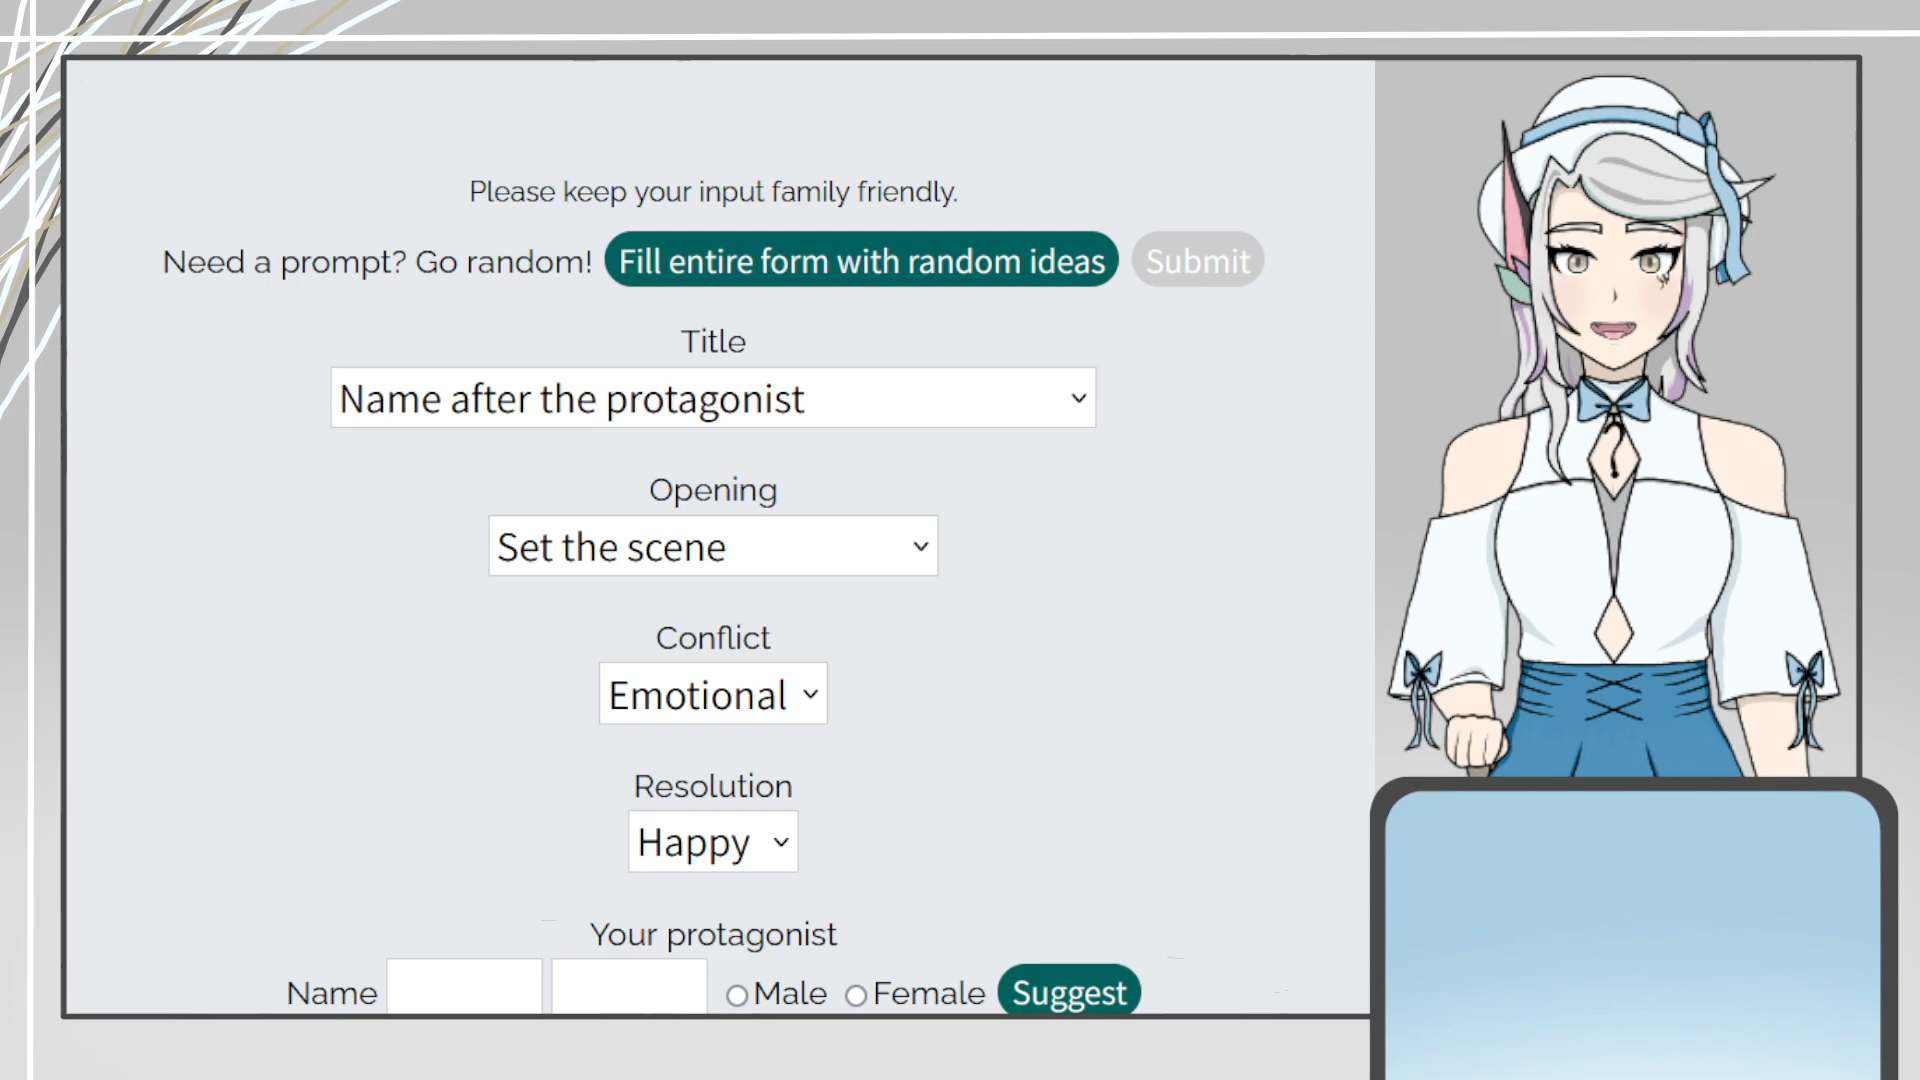 Please keep your input family friendly.
Need a prompt? Go random! Fill entire form with random ideas Submit
Title
Name after the protagonist
Opening
Set the scene
Conflict
Emotional
Resolution
Happy
Your protagonist
Name Male Female Suggest
?